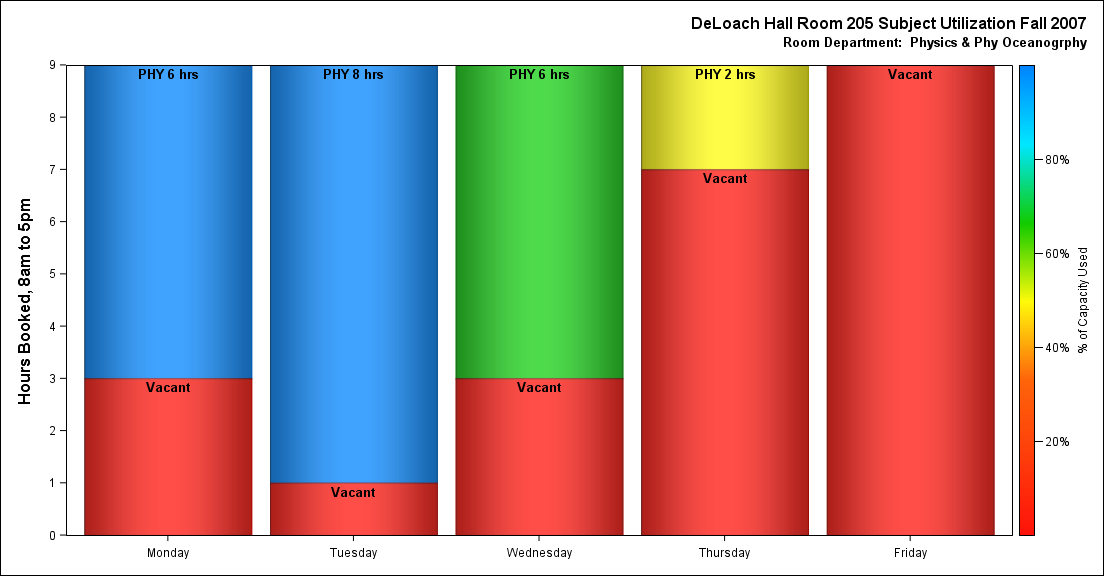 DeLoach Hall Room 205 Subject Utilization Fall 2007
Room Department: Physics & Phy Oceanogrphy
Hours Booked, 8am to 5pm
9
8
7
6
5
4
3
2
1
0
PHY 6 hrs
Vacant
PHY 8 hrs
Vacant
PHY 6 hrs
Vacant
PHY 2 hrs
Vacant
Vacant
Monday
Tuesday
Wednesday
Thursday
Friday
80%
60%
40%
20%
% of Capacity Used